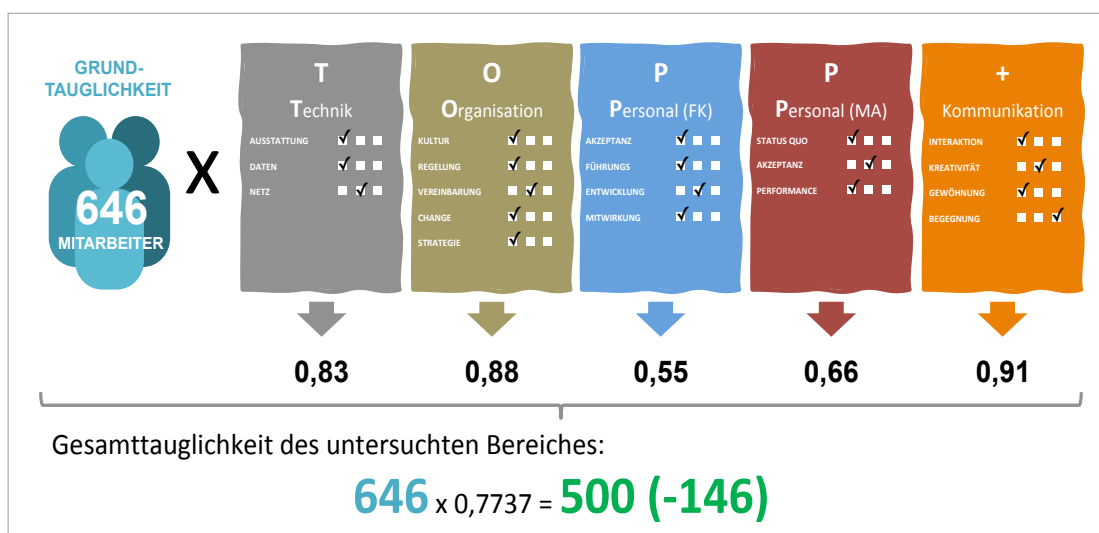 GRUND-
TAUGLICHKEIT
646
MITARBEITER
X
T
Technik
AUSSTATTUNG
DATEN
NETZ
O
Organisation
KULTUR
REGELUNG
VEREINBARUNG
CHANGE
STRATEGIE
P
Personal (FK)
AKZEPTANZ
FÜHRUNGS
ENTWICKLUNG
MITWIRKUNG
P
Personal (MA)
STATUS QUO
AKZEPTANZ
PERFORMANCE
+
Kommunikation
INTERAKTION
KREATIVITÄT
GEWÖHNUNG
BEGEGNUNG
0,83
0,88
0,55
0,66
0,91
Gesamttauglichkeit des untersuchten Bereiches:
646 x 0,7737 = 500 (-146)